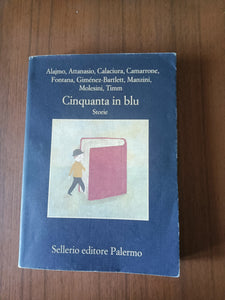 Alajmo, Attanasio, Calaciura, Camarrone,
Fontana, Giménez-Bartlett, Manzini,
Molesini, Timm
Cinquanta in blu
Storie
Sellerio editore Palermo